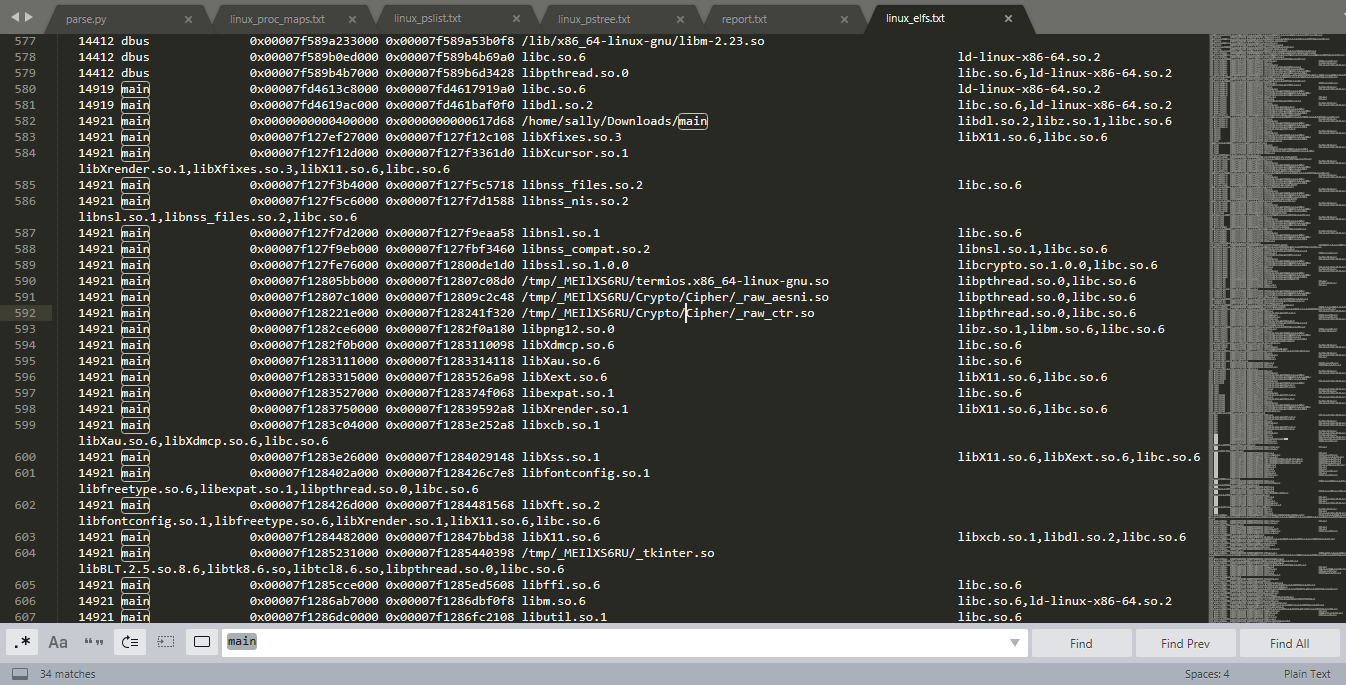 parse.py × linux_proc_maps.txt × linux_pslist.txt × linux_pstree.txt × report.txt × linux_elfs.txt ×
577 14412 dbus 0x00007f589a233000 0x00007f589a53b0f8 /lib/x86_64-linux-gnu/libm-2.23.so
578 14412 dbus 0x00007f589b0ed000 0x00007f589b4b69a0 libc.so.6 ld-linux-x86-64.so.2
579 14412 dbus 0x00007f589b4b7000 0x00007f589b6d3428 libpthread.so.0 libc.so.6,ld-linux-x86-64.so.2
580 14919 main 0x00007fd4613c8000 0x00007fd4617919a0 libc.so.6 ld-linux-x86-64.so.2
581 14919 main 0x00007fd4619ac000 0x00007fd461baf0f0 libdl.so.2 libc.so.6,ld-linux-x86-64.so.2
582 14921 main 0x0000000000400000 0x0000000000617d68 /home/sally/Downloads/main libdl.so.2,libz.so.1,libc.so.6
583 14921 main 0x00007f127ef27000 0x00007f127f12c108 libXfixes.so.3 libX11.so.6,libc.so.6
584 14921 main 0x00007f127f12d000 0x00007f127f3361d0 libXcursor.so.1
libXrender.so.1,libXfixes.so.3,libX11.so.6,libc.so.6
585 14921 main 0x00007f127f3b4000 0x00007f127f5c5718 libnss_files.so.2 libc.so.6
586 14921 main 0x00007f127f5c6000 0x00007f127f7d1588 libnss_nis.so.2
libnsl.so.1,libnss_files.so.2,libc.so.6
587 14921 main 0x00007f127f7d2000 0x00007f127f9eaa58 libnsl.so.1 libc.so.6
588 14921 main 0x00007f127f9eb000 0x00007f127fbf3460 libnss_compat.so.2 libnsl.so.1,libc.so.6
589 14921 main 0x00007f127fe76000 0x00007f12800de1d0 libssl.so.1.0.0 libcrypto.so.1.0.0,libc.so.6
590 14921 main 0x00007f12805bb000 0x00007f12807c08d0 /tmp/_MEIlXS6RU/termios.x86_64-linux-gnu.so libpthread.so.0,libc.so.6
591 14921 main 0x00007f12807c1000 0x00007f12809c2c48 /tmp/_MEIlXS6RU/Crypto/Cipher/_raw_aesni.so libpthread.so.0,libc.so.6
592 14921 main 0x00007f128221e000 0x00007f128241f320 /tmp/_MEIlXS6RU/Crypto/Cipher/_raw_ctr.so libpthread.so.0,libc.so.6
593 14921 main 0x00007f1282ce6000 0x00007f1282f0a180 libpng12.so.0 libz.so.1,libm.so.6,libc.so.6
594 14921 main 0x00007f1282f0b000 0x00007f1283110098 libXdmcp.so.6 libc.so.6
595 14921 main 0x00007f1283111000 0x00007f1283314118 libXau.so.6 libc.so.6
596 14921 main 0x00007f1283315000 0x00007f1283526a98 libXext.so.6 libX11.so.6,libc.so.6
597 14921 main 0x00007f1283527000 0x00007f128374f068 libexpat.so.1 libc.so.6
598 14921 main 0x00007f1283750000 0x00007f12839592a8 libXrender.so.1 libX11.so.6,libc.so.6
599 14921 main 0x00007f1283c04000 0x00007f1283e252a8 libxcb.so.1
libXau.so.6,libXdmcp.so.6,libc.so.6
600 14921 main 0x00007f1283e26000 0x00007f1284029148 libXss.so.1 libX11.so.6,libXext.so.6,libc.so.6
601 14921 main 0x00007f128402a000 0x00007f128426c7e8 libfontconfig.so.1
libfreetype.so.6,libexpat.so.1,libpthread.so.0,libc.so.6
602 14921 main 0x00007f128426d000 0x00007f1284481568 libXft.so.2
libfontconfig.so.1,libfreetype.so.6,libXrender.so.1,libX11.so.6,libc.so.6
603 14921 main 0x00007f1284482000 0x00007f12847bbd38 libX11.so.6 libxcb.so.1,libdl.so.2,libc.so.6
604 14921 main 0x00007f1285231000 0x00007f1285440398 /tmp/_MEIlXS6RU/_tkinter.so
libBLT.2.5.so.8.6,libtk8.6.so,libtcl8.6.so,libpthread.so.0,libc.so.6
605 14921 main 0x00007f1285cce000 0x00007f1285ed5608 libffi.so.6 libc.so.6
606 14921 main 0x00007f1286ab7000 0x00007f1286dbf0f8 libm.so.6 libc.so.6,ld-linux-x86-64.so.2
607 14921 main 0x00007f1286dc0000 0x00007f1286fc2108 libutil.so.1 libc.so.6
.* Aa “” main Find Find Prev Find All
34 matches Spaces: 4 Plain Text